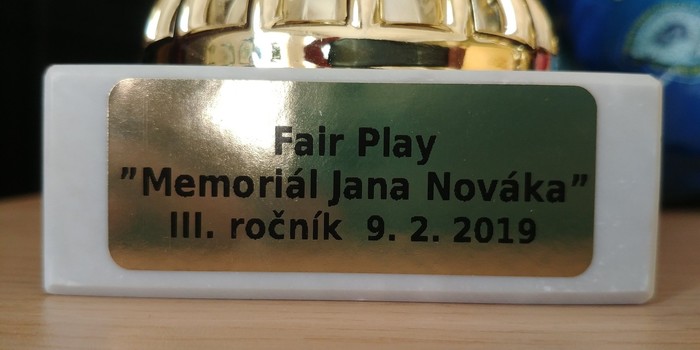 Fair Play
”Memoriál Jana Nováka”
III. ročník 9. 2. 2019